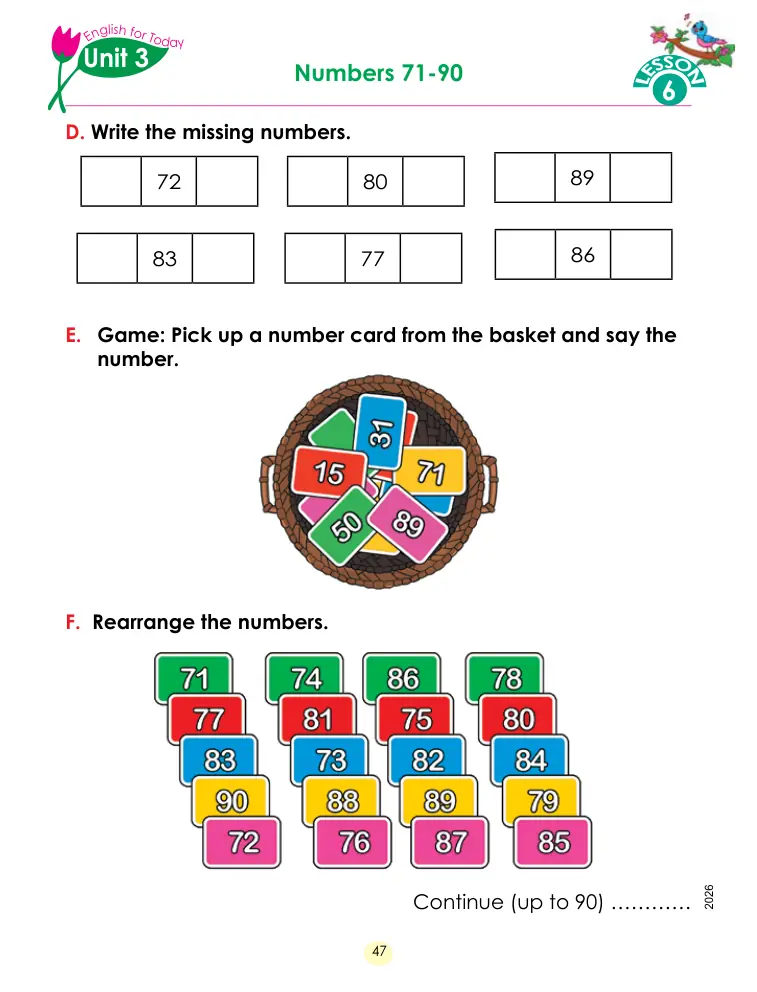 English for Today
Unit 3
Numbers 71-90
LESSON
6
D. Write the missing numbers.
72 80 89
83 77 86
E. Game: Pick up a number card from the basket and say the
number.
31
15 71
50 89
F. Rearrange the numbers.
71 74 86 78
77 81 75 80
83 73 82 84
90 88 89 79
72 76 87 85
Continue (up to 90) …………
2026
47